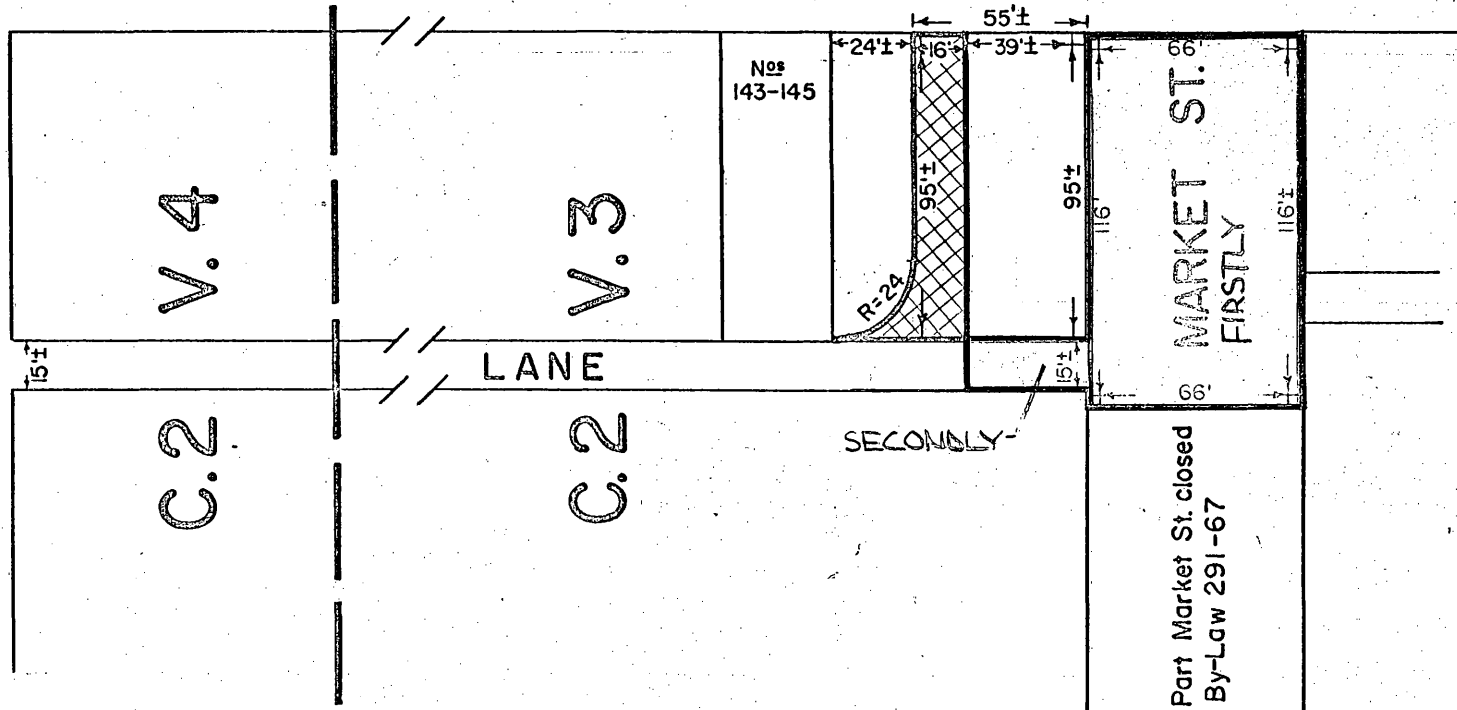 55'±
24'±
16'
39'±
66'
Nos
143-145
MARKET ST.
FIRSTLY
116'
116'±
95'±
95'±
V. 4
V. 3
R=24
15'±
LANE
15'±
66'
C.2
C.2
SECONDLY
Part Market St. closed
By-Law 291-67